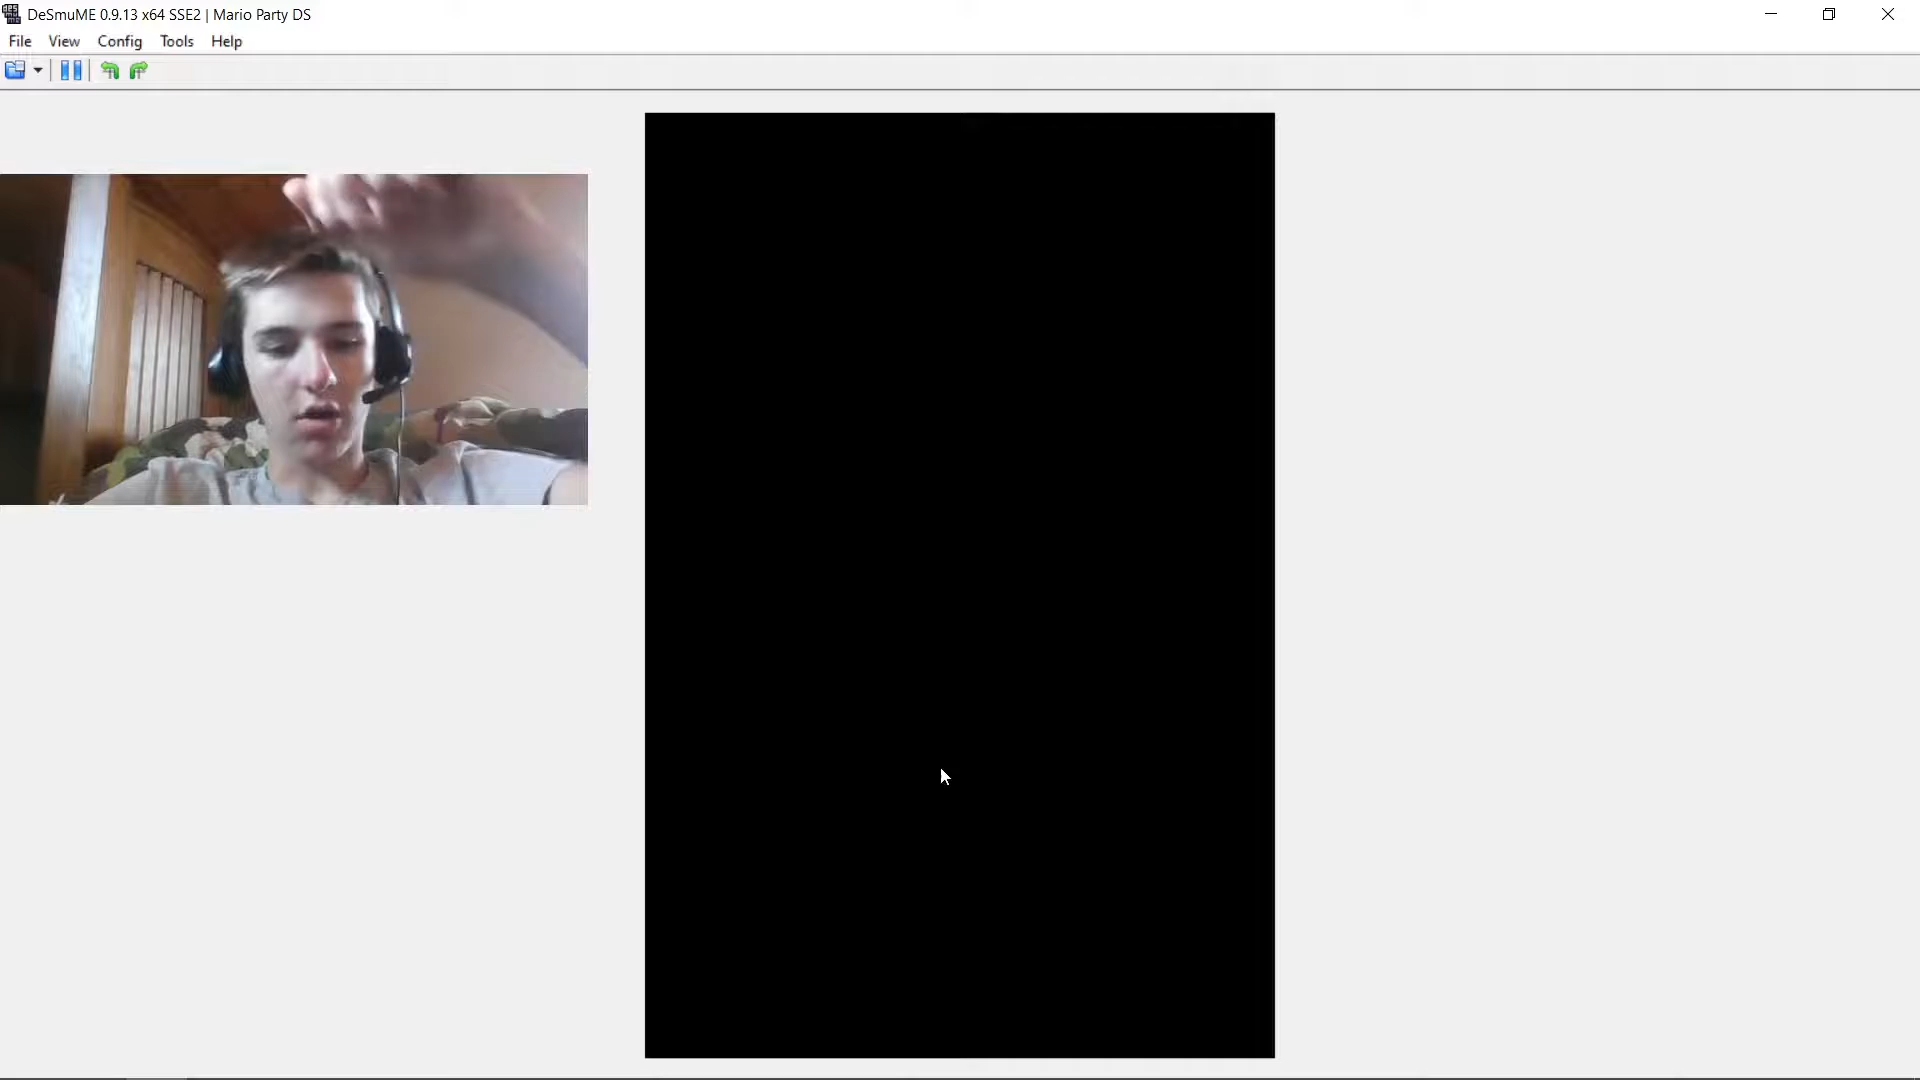 DeSmuME 0.9.13 x64 SSE2 | Mario Party DS
File View Config Tools Help